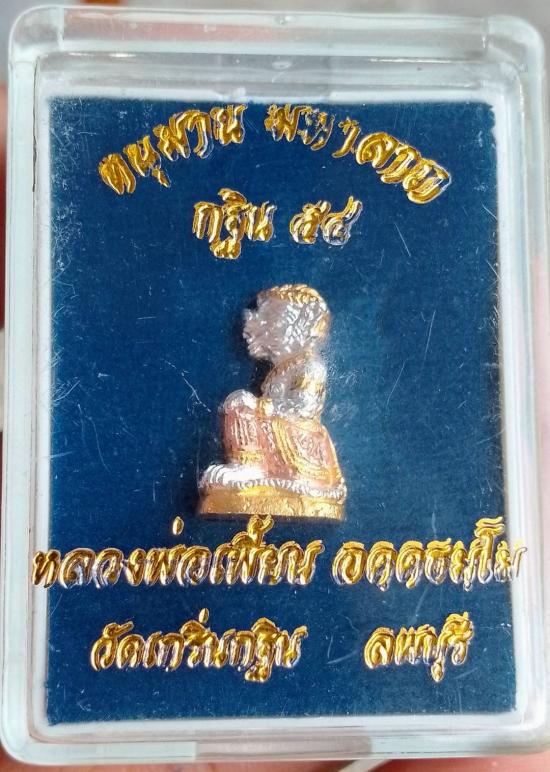 หนุมาน มหาลาภ
กฐิน ๕๔
หลวงพ่อเพี้ยน อคฺคธมฺโม
วัดเกริ่นกฐิน ลพบุรี